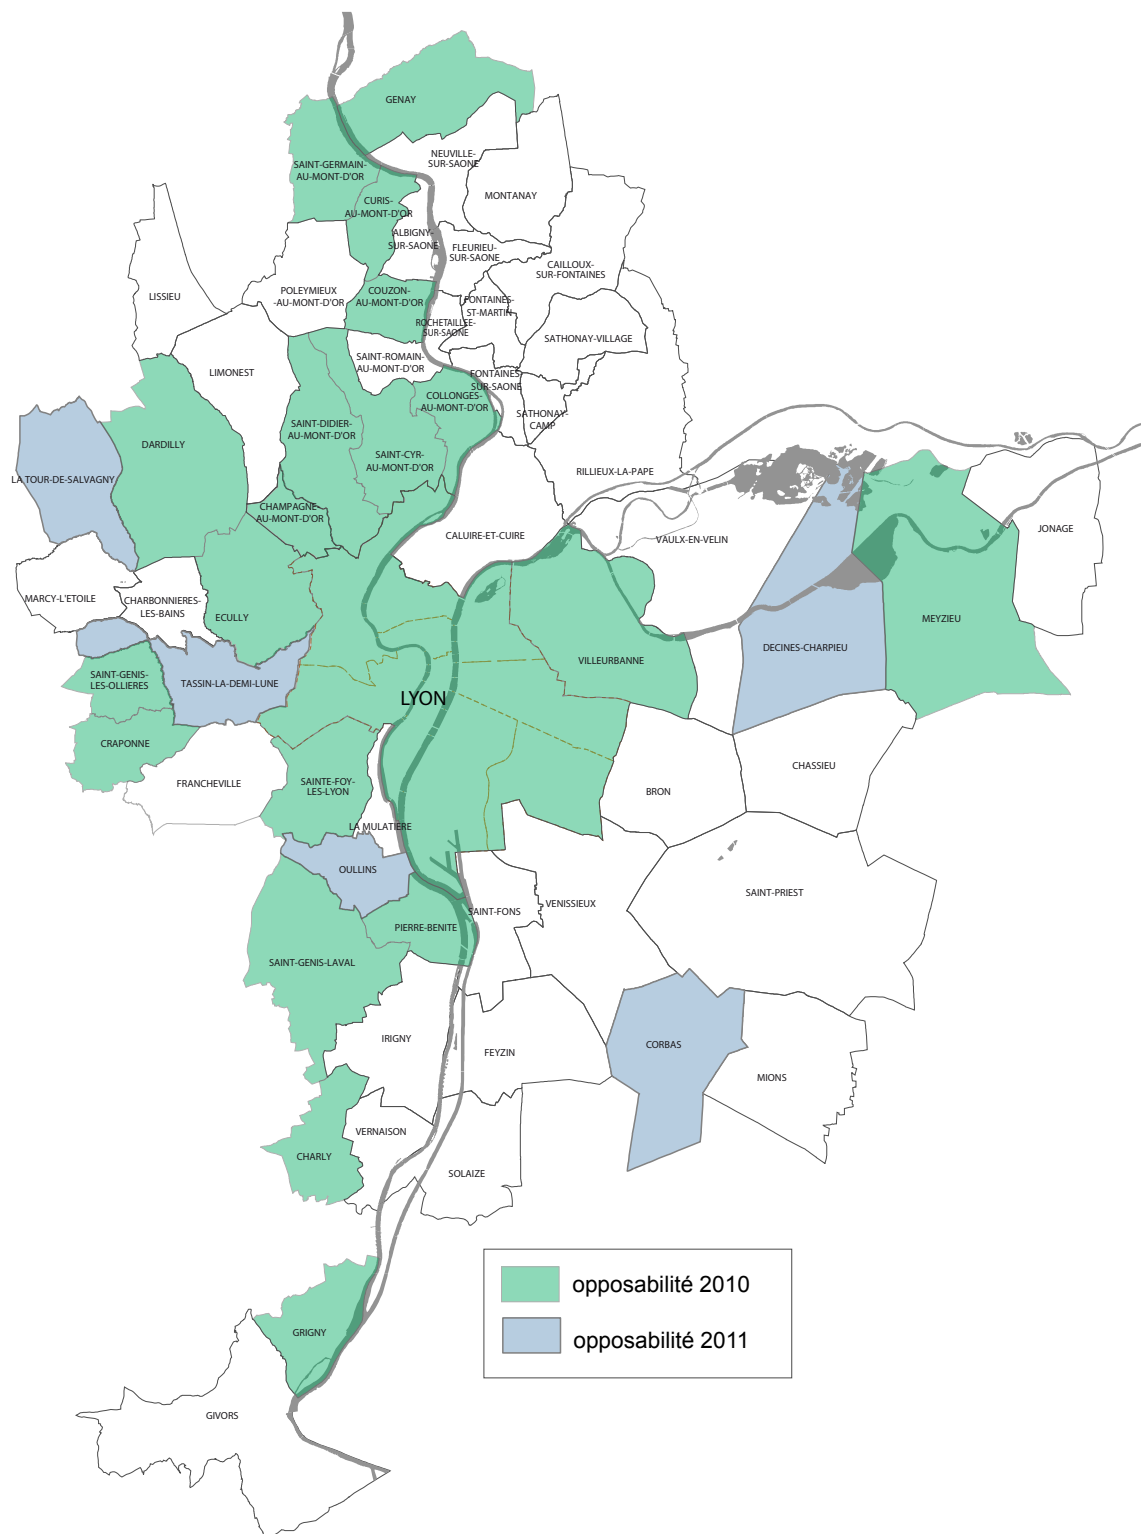 GENAY
NEUVILLE-
SUR-SAONE
SAINT-GERMAIN-
AU-MONT-D'OR
MONTANAY
CURIS-
AU-MONT-D'OR
ALBIGNY-
SUR-SAONE
FLEURIEU-
SUR-SAONE
CAILLOUX-
SUR-FONTAINES
LISSIEU
POLEYMIEUX
-AU-MONT-D'OR
COUZON-
AU-MONT-D'OR
FONTAINES-
ST-MARTIN
ROCHETAILLEE-
SUR-SAONE
SATHONAY-VILLAGE
SAINT-ROMAIN-
AU-MONT-D'OR
LIMONEST
FONTAINES-
SUR-SAONE
COLLONGES-
AU-MONT-D'OR
SATHONAY-
CAMP
SAINT-DIDIER-
AU-MONT-D'OR
DARDILLY
SAINT-CYR-
AU-MONT-D'OR
LA TOUR-DE-SALVAGNY
RILLIEUX-LA-PAPE
CHAMPAGNE-
AU-MONT-D'OR
JONAGE
CALUIRE-ET-CUIRE
VAULX-EN-VELIN
MARCY-L'ETOILE
CHARBONNIERES-
LES-BAINS
ECULLY
MEYZIEU
DECINES-CHARPIEU
VILLEURBANNE
SAINT-GENIS-
LES-OLLIERES
TASSIN-LA-DEMI-LUNE
LYON
CRAPONNE
FRANCHEVILLE
SAINTE-FOY-
LES-LYON
CHASSIEU
BRON
LA MULATIERE
OULLINS
SAINT-PRIEST
VENISSIEUX
SAINT-FONS
PIERRE-BENITE
SAINT-GENIS-LAVAL
IRIGNY
FEYZIN
CORBAS
MIONS
VERNAISON
CHARLY
SOLAIZE
opposabilité 2010
opposabilité 2011
GRIGNY
GIVORS